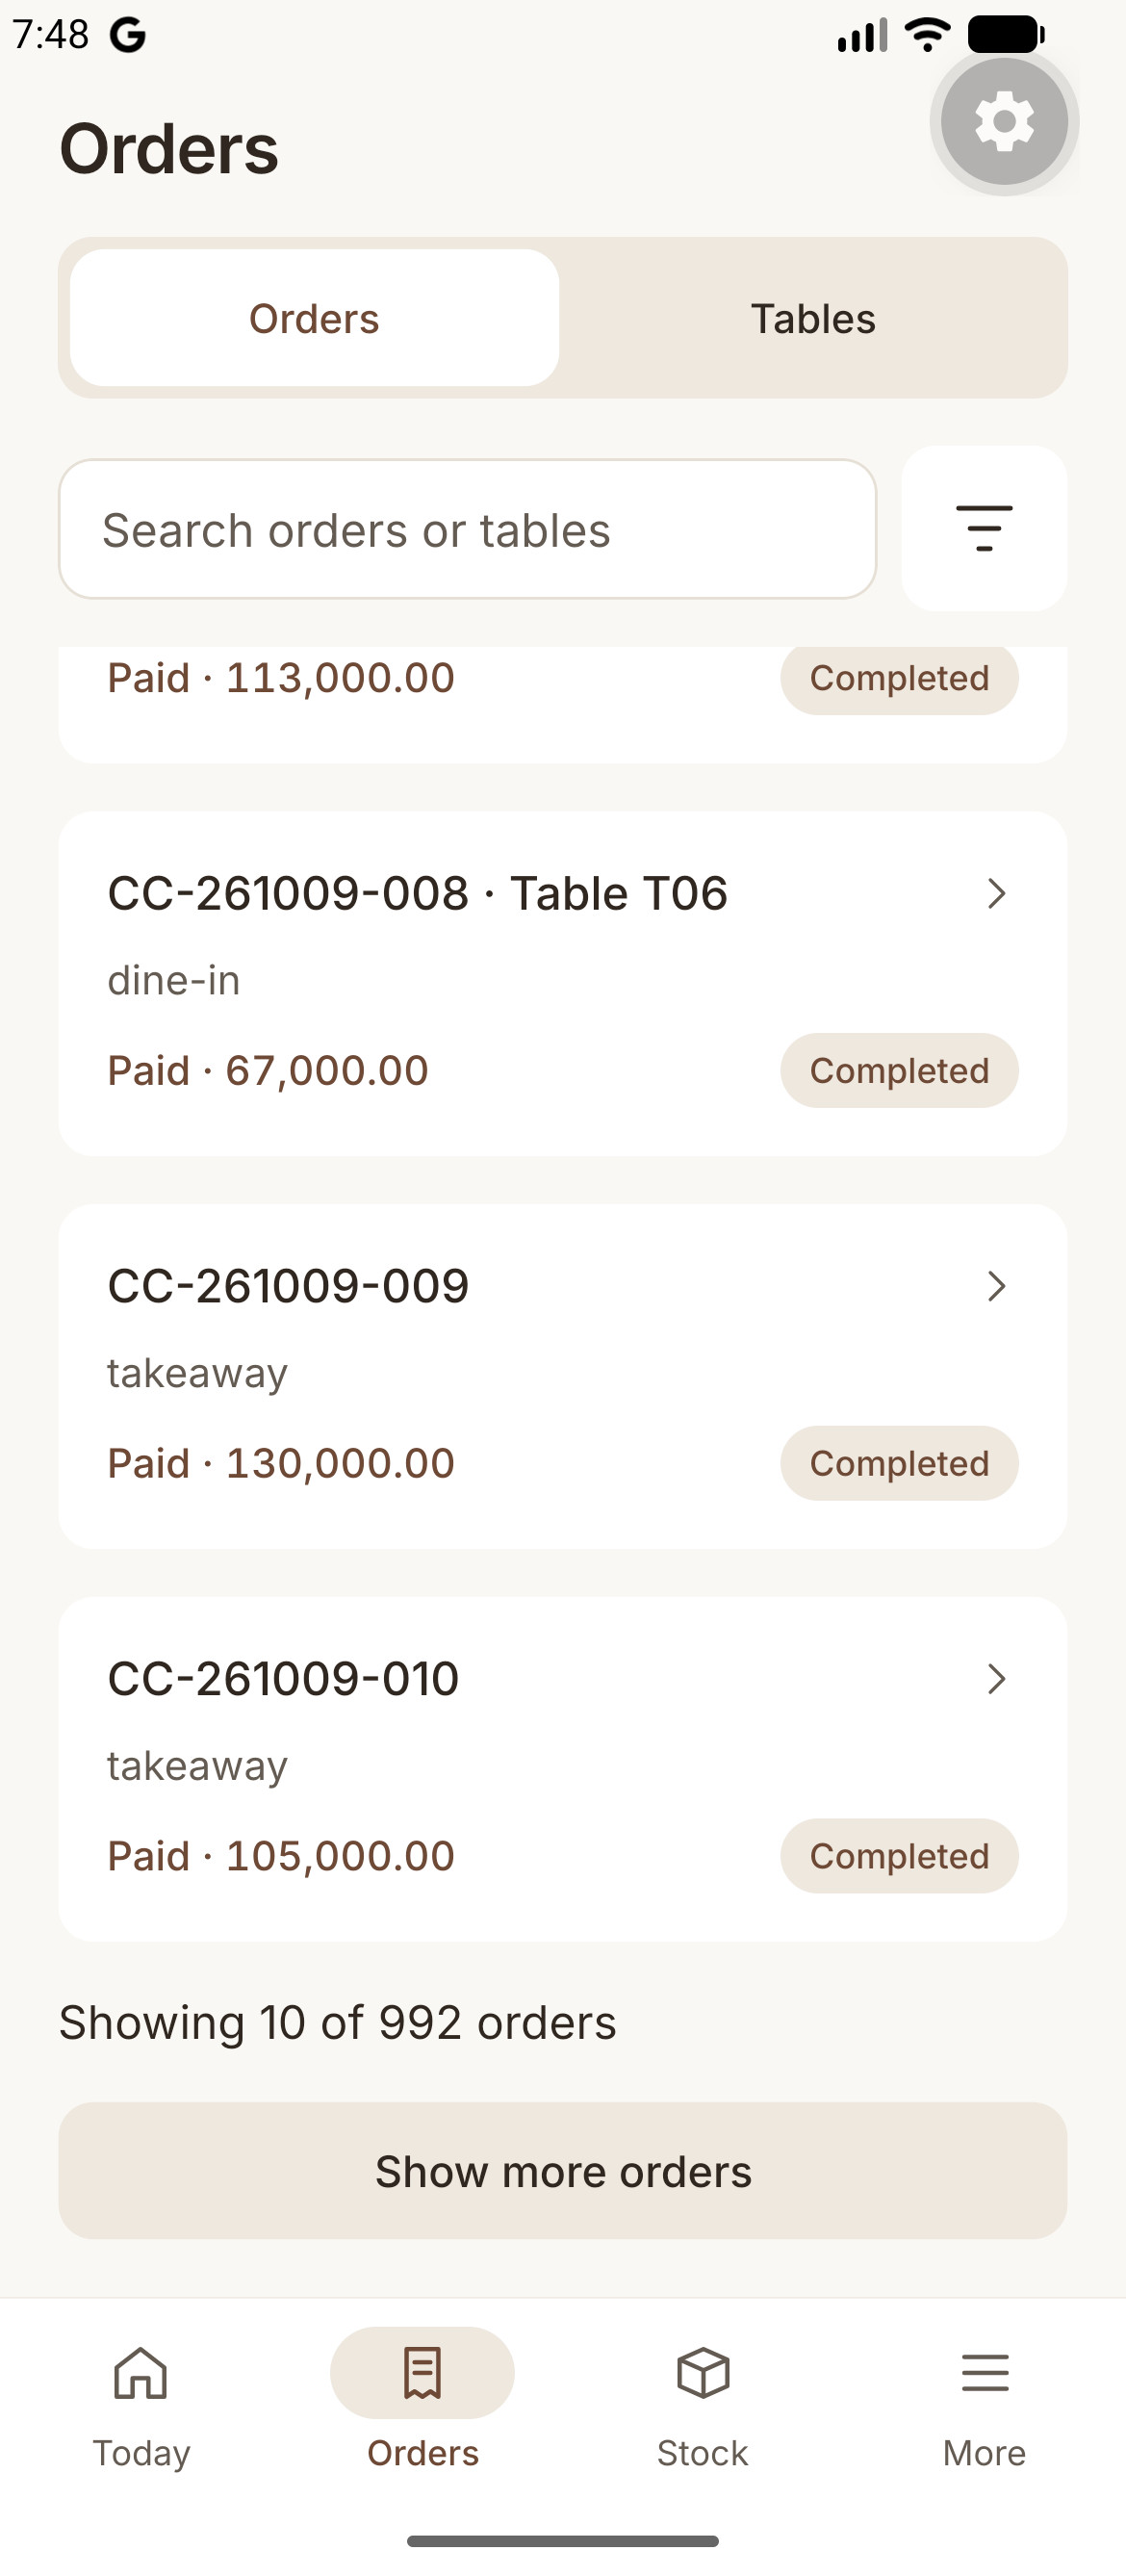 7:48
Orders
Orders
Tables
Search orders or tables
Paid · 113,000.00
Completed
CC-261009-008 · Table T06
dine-in
Paid · 67,000.00
Completed
CC-261009-009
takeaway
Paid · 130,000.00
Completed
CC-261009-010
takeaway
Paid · 105,000.00
Completed
Showing 10 of 992 orders
Show more orders
Today
Orders
Stock
More